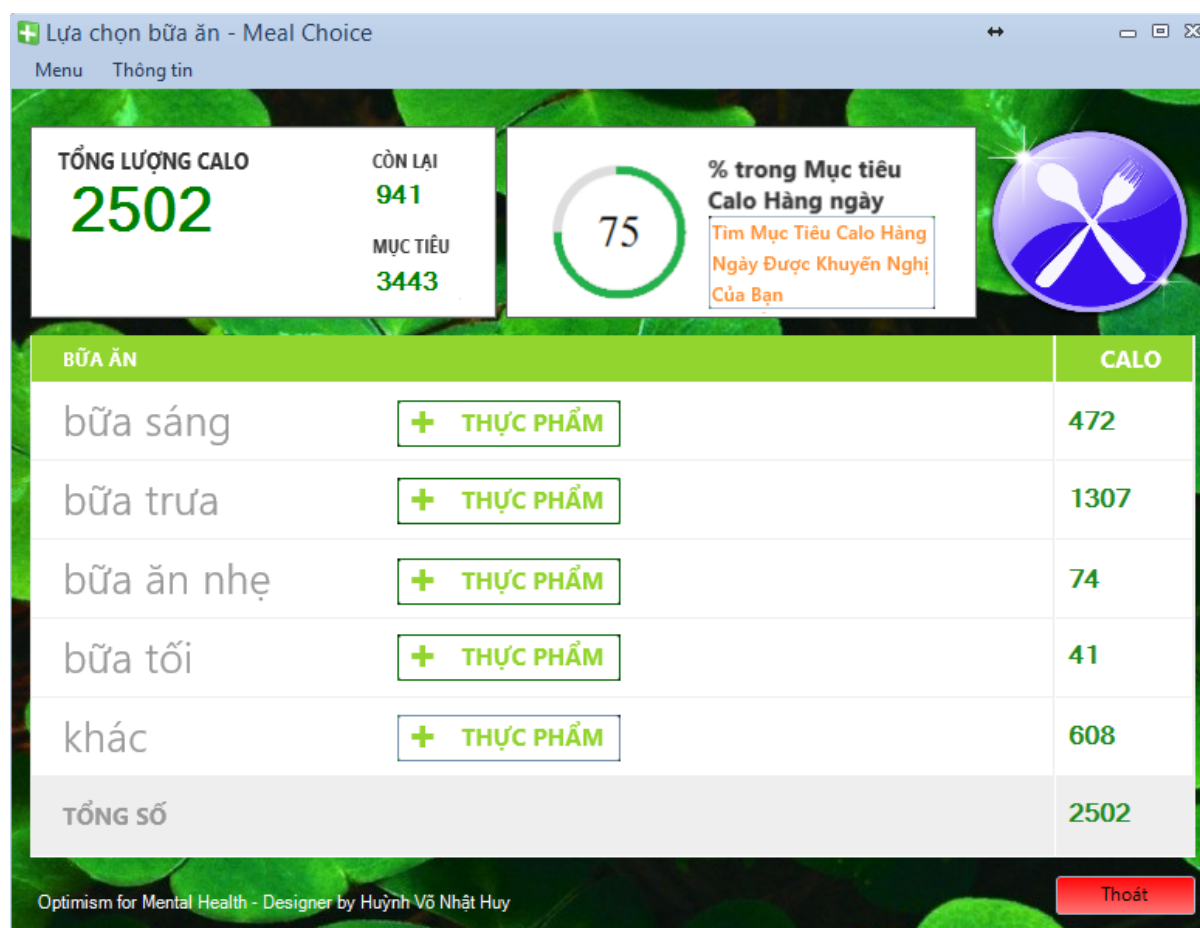 Lựa chọn bữa ăn - Meal Choice
Menu Thông tin
TỔNG LƯỢNG CALO
2502
CÒN LẠI
941
MỤC TIÊU
3443
75
% trong Mục tiêu
Calo Hàng ngày
Tìm Mục Tiêu Calo Hàng
Ngày Được Khuyến Nghị
Của Bạn
BỮA ĂN CALO
bữa sáng + THỰC PHẨM 472
bữa trưa + THỰC PHẨM 1307
bữa ăn nhẹ + THỰC PHẨM 74
bữa tối + THỰC PHẨM 41
khác + THỰC PHẨM 608
TỔNG SỐ 2502
Optimism for Mental Health - Designer by Huỳnh Võ Nhật Huy
Thoát